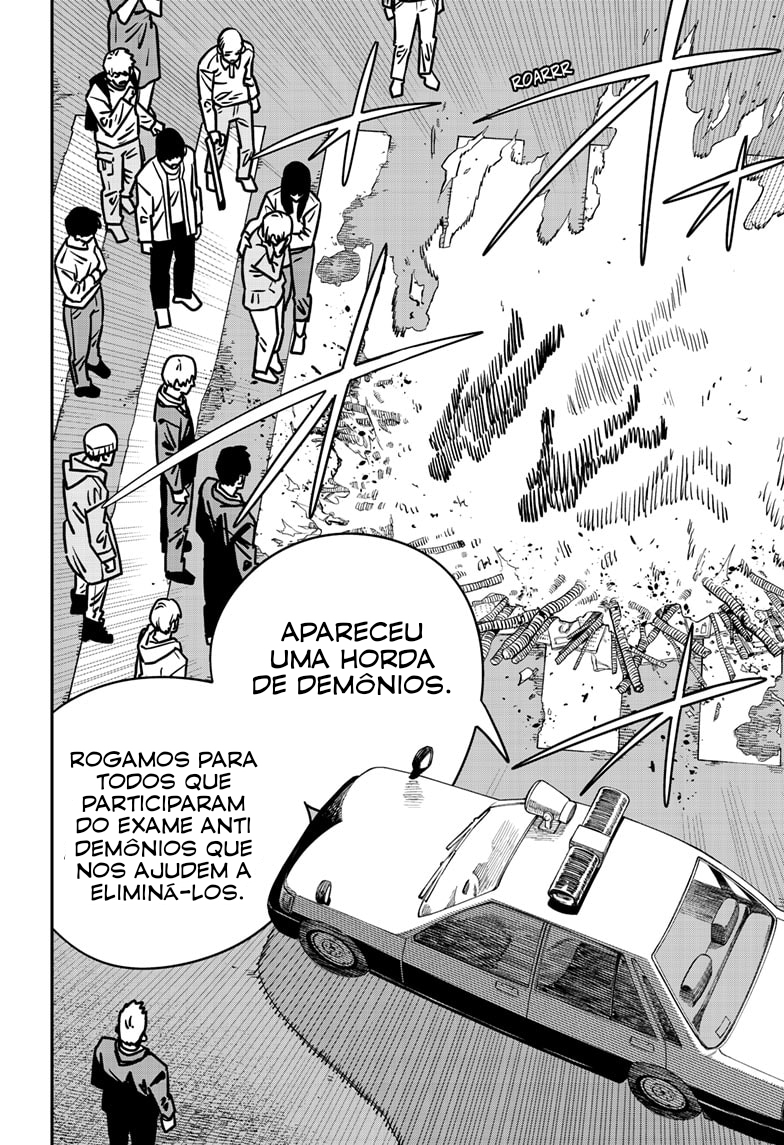 ROARRR
APARECEU
UMA HORDA
DE DEMÔNIOS.
ROGAMOS PARA
TODOS QUE
PARTICIPARAM
DO EXAME ANTI
DEMÔNIOS QUE
NOS AJUDEM A
ELIMINÁ-LOS.